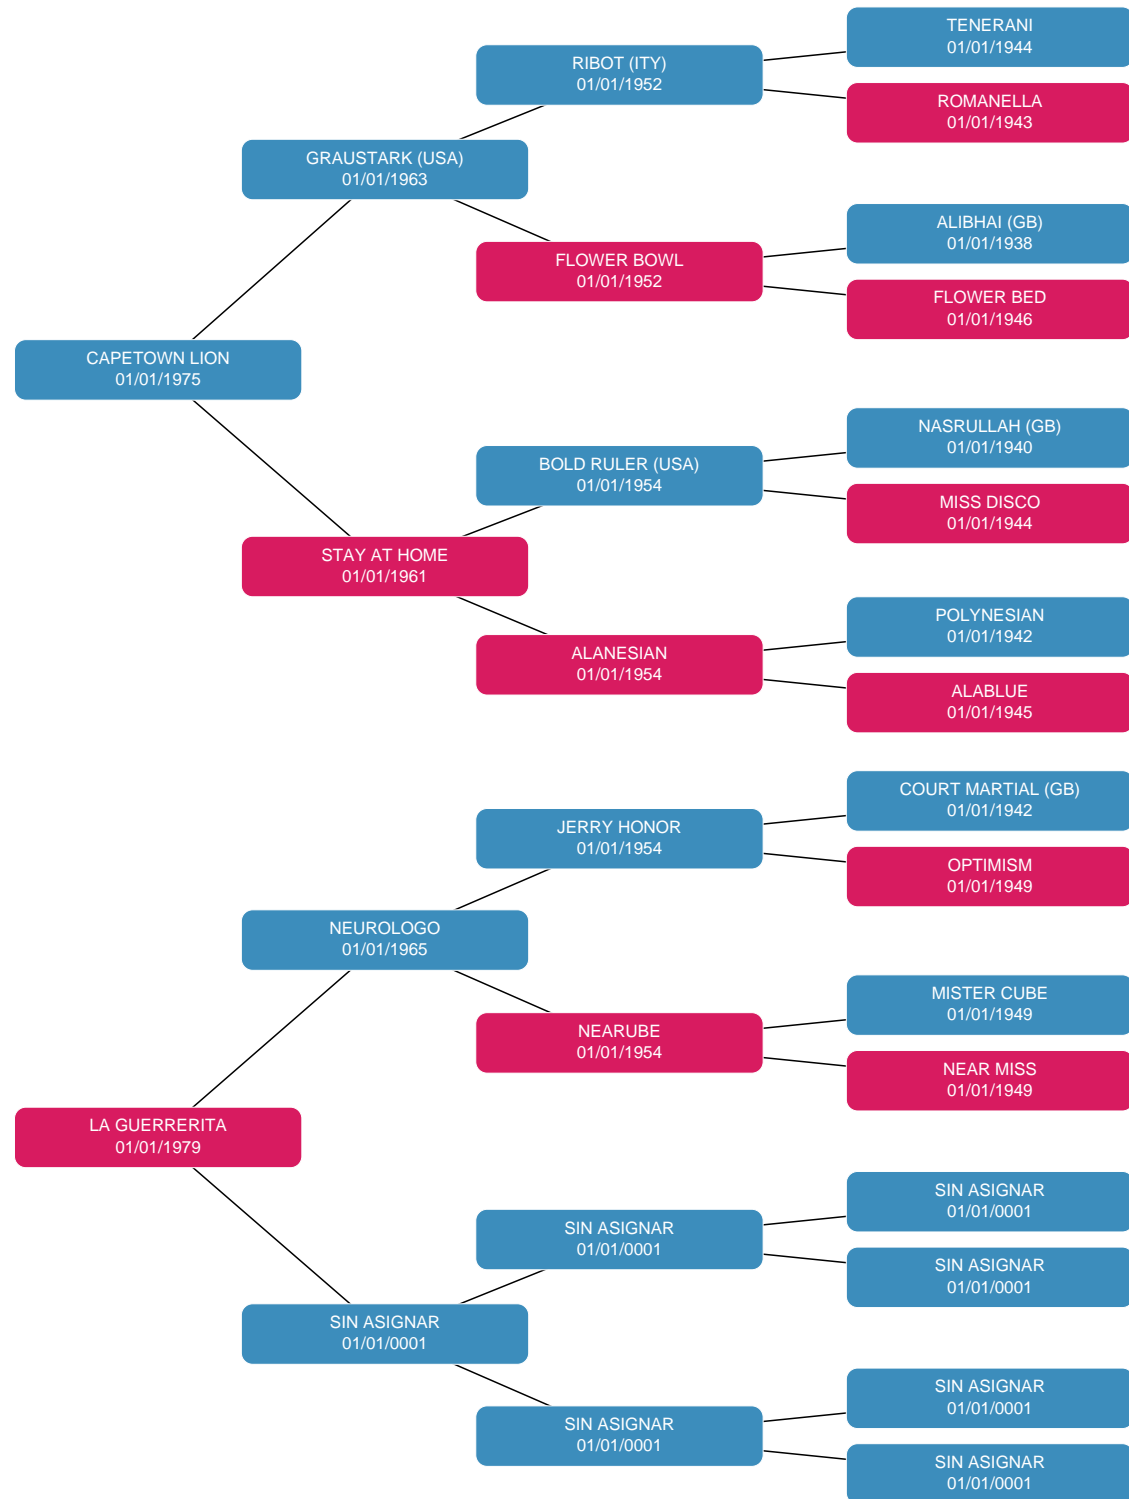 TENERANI
01/01/1944
RIBOT (ITY)
01/01/1952
ROMANELLA
01/01/1943
GRAUSTARK (USA)
01/01/1963
ALIBHAI (GB)
01/01/1938
FLOWER BOWL
01/01/1952
FLOWER BED
01/01/1946
CAPETOWN LION
01/01/1975
NASRULLAH (GB)
01/01/1940
BOLD RULER (USA)
01/01/1954
MISS DISCO
01/01/1944
STAY AT HOME
01/01/1961
POLYNESIAN
01/01/1942
ALANESIAN
01/01/1954
ALABLUE
01/01/1945
COURT MARTIAL (GB)
01/01/1942
JERRY HONOR
01/01/1954
OPTIMISM
01/01/1949
NEUROLOGO
01/01/1965
MISTER CUBE
01/01/1949
NEARUBE
01/01/1954
NEAR MISS
01/01/1949
LA GUERRERITA
01/01/1979
SIN ASIGNAR
01/01/0001
SIN ASIGNAR
01/01/0001
SIN ASIGNAR
01/01/0001
SIN ASIGNAR
01/01/0001
SIN ASIGNAR
01/01/0001
SIN ASIGNAR
01/01/0001
SIN ASIGNAR
01/01/0001